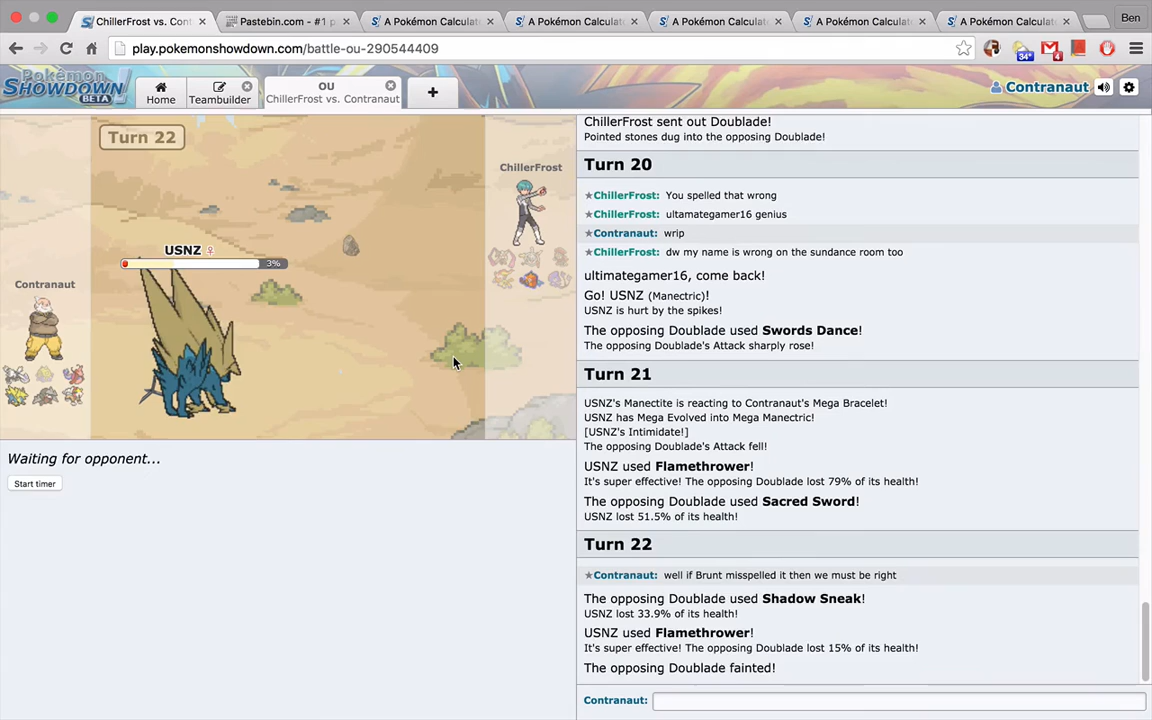 ChillerFrost vs. Cont
Pastebin.com - #1 p
A Pokémon Calculat
A Pokémon Calculat
A Pokémon Calculat
A Pokémon Calculat
A Pokémon Calculat
Ben
play.pokemonshowdown.com/battle-ou-290544409
34°
4
Pokémon
SHOWDOWN!
BETA
Home
Teambuilder
OU
ChillerFrost vs. Contranaut
+
Contranaut
Turn 22
ChillerFrost
USNZ ♀
3%
Contranaut
Waiting for opponent...
Start timer
ChillerFrost sent out Doublade!
Pointed stones dug into the opposing Doublade!
Turn 20
★ChillerFrost: You spelled that wrong
★ChillerFrost: ultamategamer16 genius
★Contranaut: wrip
★ChillerFrost: dw my name is wrong on the sundance room too
ultimategamer16, come back!
Go! USNZ (Manectric)!
USNZ is hurt by the spikes!
The opposing Doublade used Swords Dance!
The opposing Doublade's Attack sharply rose!
Turn 21
USNZ's Manectite is reacting to Contranaut's Mega Bracelet!
USNZ has Mega Evolved into Mega Manectric!
[USNZ's Intimidate!]
The opposing Doublade's Attack fell!
USNZ used Flamethrower!
It's super effective! The opposing Doublade lost 79% of its health!
The opposing Doublade used Sacred Sword!
USNZ lost 51.5% of its health!
Turn 22
★Contranaut: well if Brunt misspelled it then we must be right
The opposing Doublade used Shadow Sneak!
USNZ lost 33.9% of its health!
USNZ used Flamethrower!
It's super effective! The opposing Doublade lost 15% of its health!
The opposing Doublade fainted!
Contranaut: